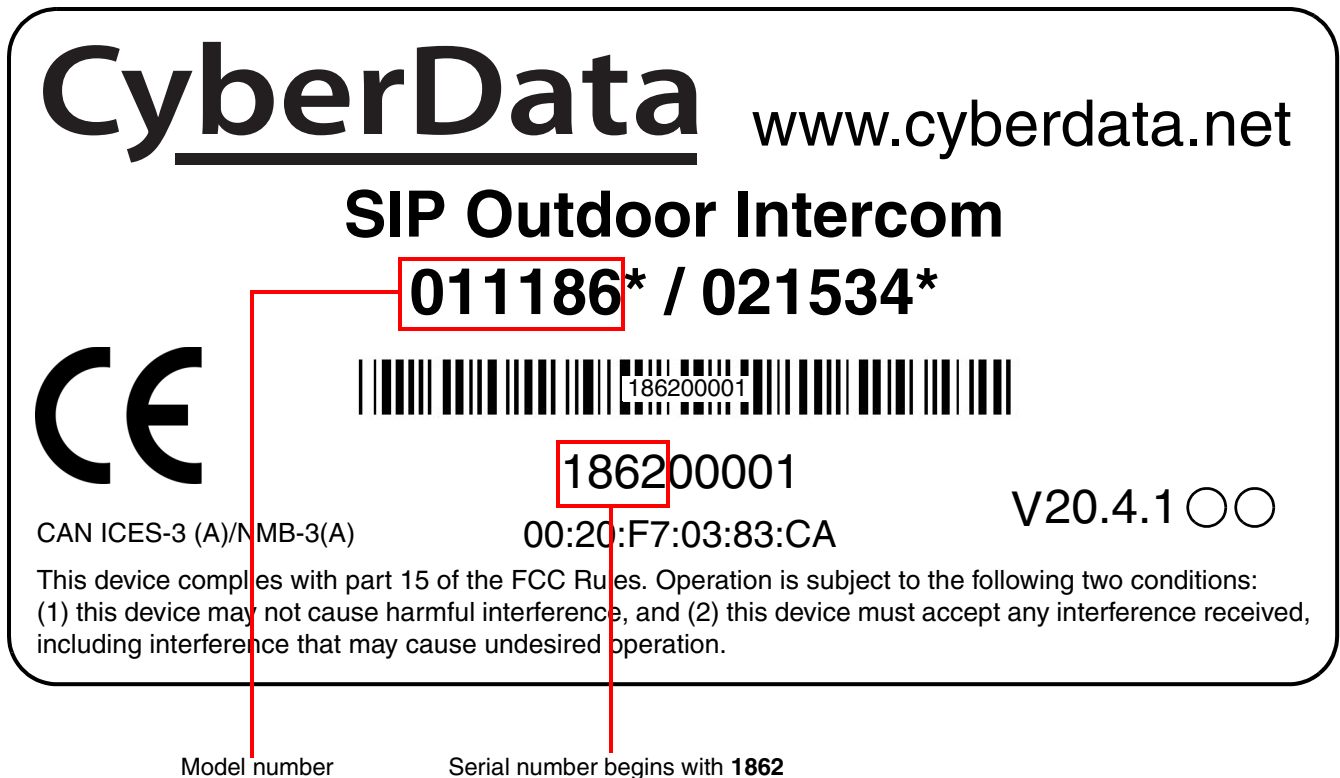 CyberData www.cyberdata.net
SIP Outdoor Intercom
011186* / 021534*
186200001
186200001
V20.4.1
CAN ICES-3 (A)/NMB-3(A) 00:20:F7:03:83:CA
This device complies with part 15 of the FCC Rules. Operation is subject to the following two conditions:
(1) this device may not cause harmful interference, and (2) this device must accept any interference received,
including interference that may cause undesired operation.
Model number Serial number begins with 1862